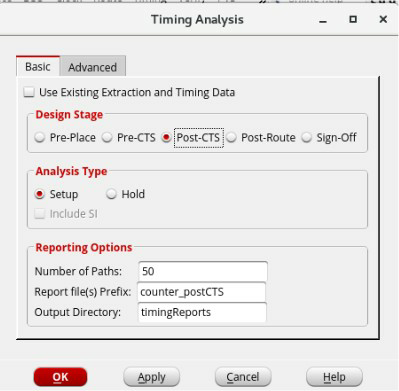 Timing Analysis
Basic Advanced
Use Existing Extraction and Timing Data
Design Stage
Pre-Place Pre-CTS Post-CTS Post-Route Sign-Off
Analysis Type
Setup Hold
Include SI
Reporting Options
Number of Paths: 50
Report file(s) Prefix: counter_postCTS
Output Directory: timingReports
OK Apply Cancel Help